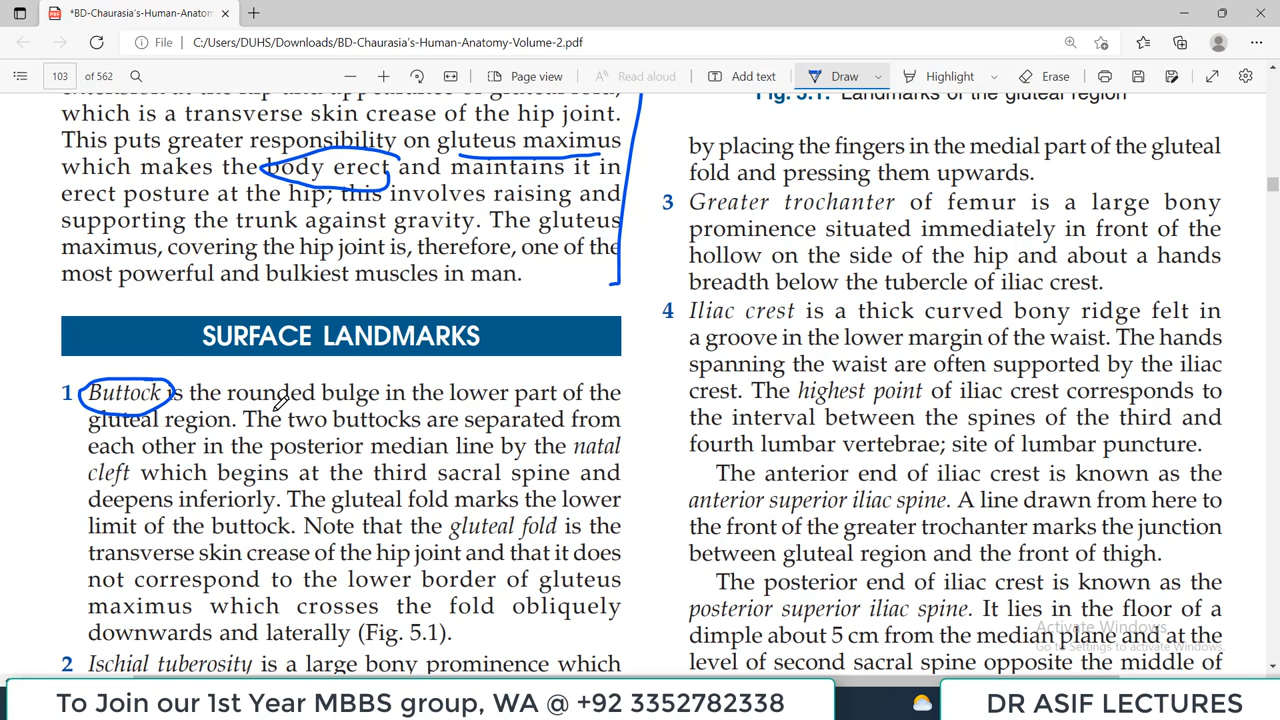 *BD-Chaurasia's-Human-Anatom
File
C:/Users/DUHS/Downloads/BD-Chaurasia's-Human-Anatomy-Volume-2.pdf
103 of 562
Page view
Read aloud
Add text
Draw
Highlight
Erase
which is a transverse skin crease of the hip joint.
This puts greater responsibility on gluteus maximus
which makes the body erect and maintains it in
erect posture at the hip; this involves raising and
supporting the trunk against gravity. The gluteus
maximus, covering the hip joint is, therefore, one of the
most powerful and bulkiest muscles in man.
SURFACE LANDMARKS
1 Buttock is the rounded bulge in the lower part of the
gluteal region. The two buttocks are separated from
each other in the posterior median line by the natal
cleft which begins at the third sacral spine and
deepens inferiorly. The gluteal fold marks the lower
limit of the buttock. Note that the gluteal fold is the
transverse skin crease of the hip joint and that it does
not correspond to the lower border of gluteus
maximus which crosses the fold obliquely
downwards and laterally (Fig. 5.1).
2 Ischial tuberosity is a large bony prominence which
Fig. 5.1: Landmarks of the gluteal region
by placing the fingers in the medial part of the gluteal
fold and pressing them upwards.
3 Greater trochanter of femur is a large bony
prominence situated immediately in front of the
hollow on the side of the hip and about a hands
breadth below the tubercle of iliac crest.
4 Iliac crest is a thick curved bony ridge felt in
a groove in the lower margin of the waist. The hands
spanning the waist are often supported by the iliac
crest. The highest point of iliac crest corresponds to
the interval between the spines of the third and
fourth lumbar vertebrae; site of lumbar puncture.
The anterior end of iliac crest is known as the
anterior superior iliac spine. A line drawn from here to
the front of the greater trochanter marks the junction
between gluteal region and the front of thigh.
The posterior end of iliac crest is known as the
posterior superior iliac spine. It lies in the floor of a
dimple about 5 cm from the median plane and at the
level of second sacral spine opposite the middle of
Activate Windows
Go to Settings to activate Windows.
To Join our 1st Year MBBS group, WA @ +92 3352782338
DR ASIF LECTURES